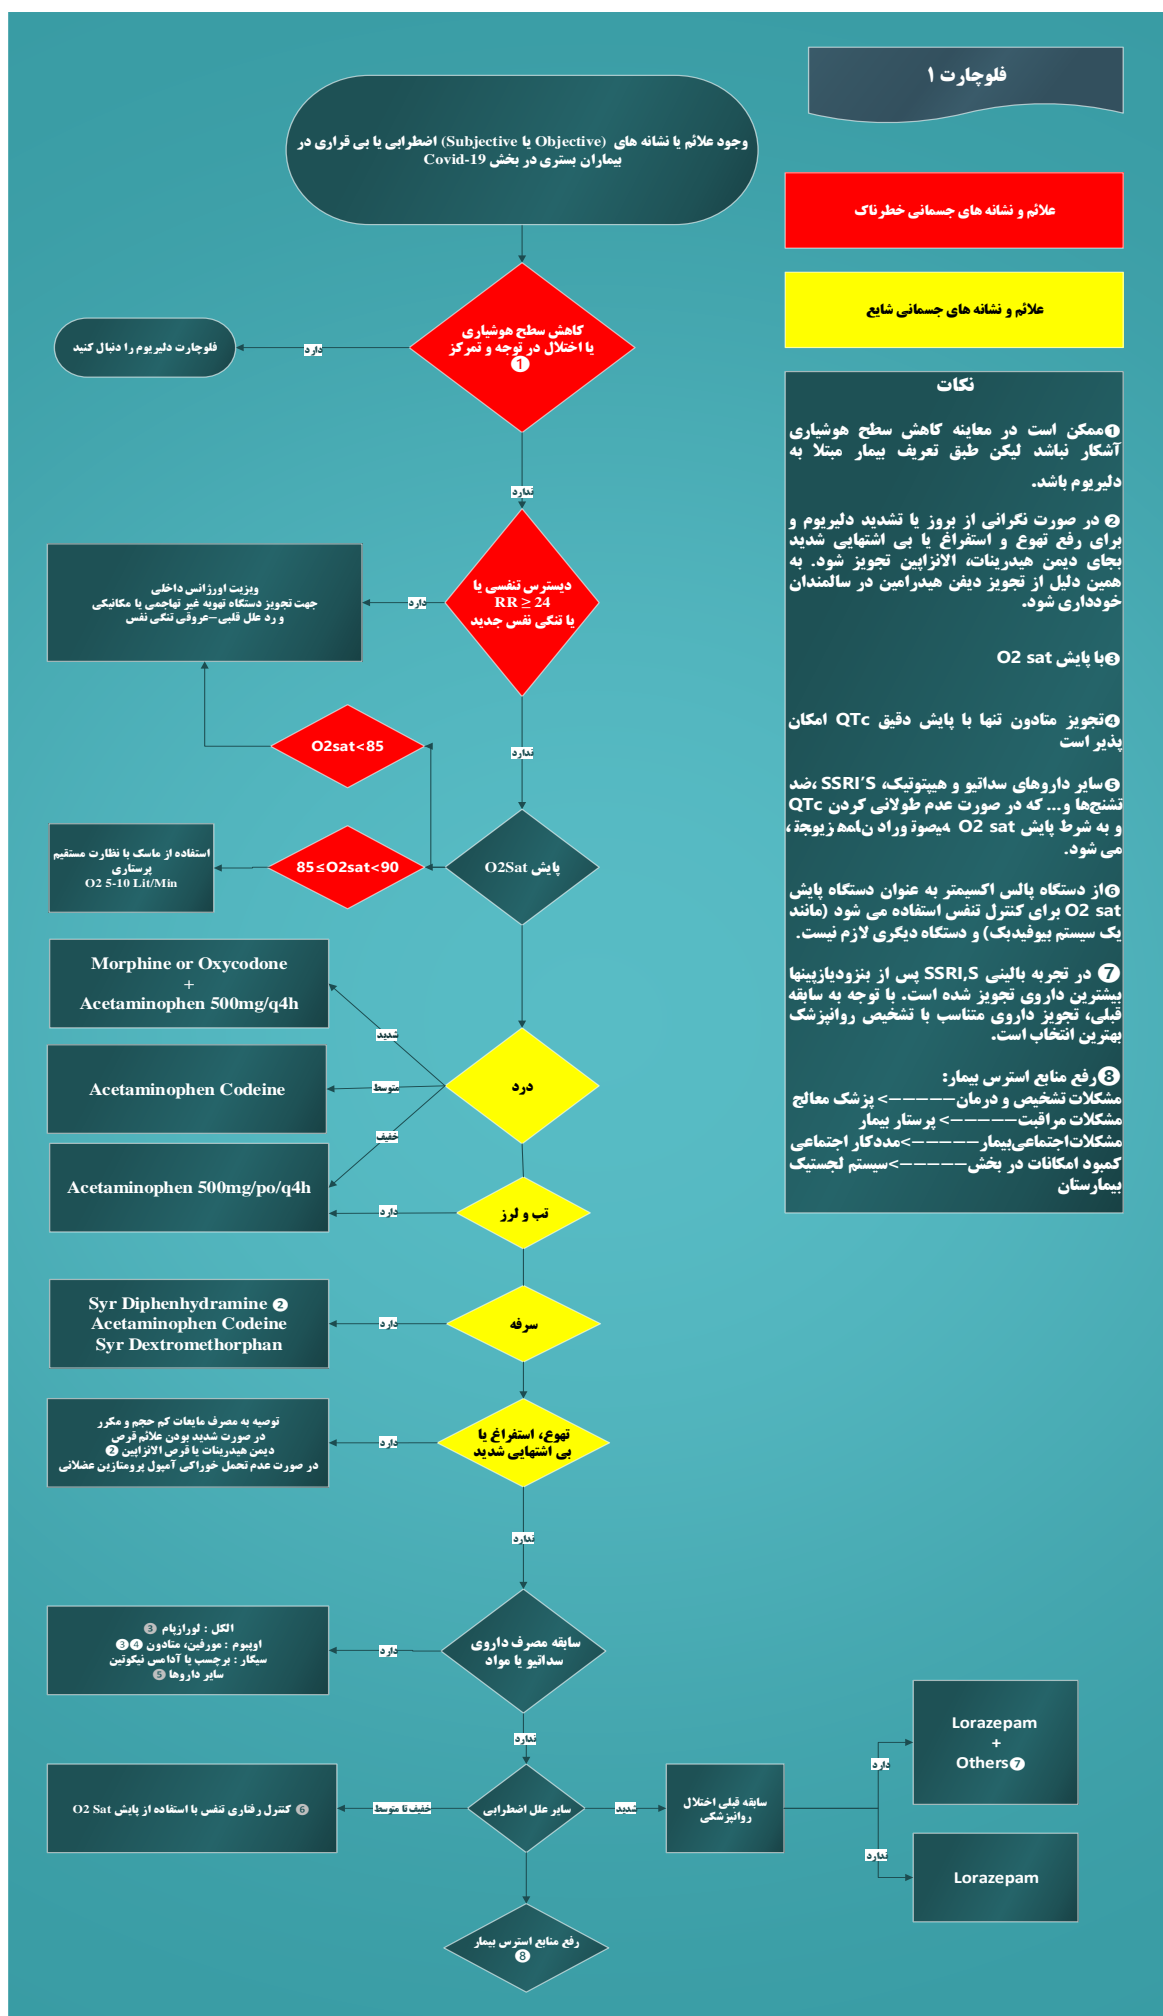 فلوچارت ۱
وجود علائم یا نشانه های (Objective یا Subjective) اضطرابی یا بی قراری در
بیماران بستری در بخش Covid-19
علائم و نشانه های جسمانی خطرناک
علائم و نشانه های جسمانی شایع
کاهش سطح هوشیاری
یا اختلال در توجه و تمرکز
❶
دارد
فلوچارت دلیریوم را دنبال کنید
ندارد
دیسترس تنفسی یا
RR ≥ 24
یا تنگی نفس جدید
دارد
ویزیت اورژانس داخلی
جهت تجویز دستگاه تهویه غیر تهاجمی یا مکانیکی
و رد علل قلبی–عروقی تنگی نفس
ندارد
O2sat<85
پایش O2Sat
85≤O2sat<90
استفاده از ماسک با نظارت مستقیم
پرستاری
O2 5-10 Lit/Min
درد
شدید
Morphine or Oxycodone
+
Acetaminophen 500mg/q4h
متوسط
Acetaminophen Codeine
خفیف
Acetaminophen 500mg/po/q4h
تب و لرز
دارد
سرفه
دارد
Syr Diphenhydramine ❷
Acetaminophen Codeine
Syr Dextromethorphan
تهوع، استفراغ یا
بی اشتهایی شدید
دارد
توصیه به مصرف مایعات کم حجم و مکرر
در صورت شدید بودن علائم قرص
دیمن هیدرینات یا قرص الانزاپین ❷
در صورت عدم تحمل خوراکی آمپول پرومتازین عضلانی
ندارد
سابقه مصرف داروی
سداتیو یا مواد
دارد
الکل : لورازپام ❸
اوپیوم : مورفین، متادون ❹❸
سیگار : برچسب یا آدامس نیکوتین
سایر داروها ❺
ندارد
سایر علل اضطرابی
خفیف تا متوسط
❻ کنترل رفتاری تنفس با استفاده از پایش O2 Sat
شدید
سابقه قبلی اختلال
روانپزشکی
دارد
Lorazepam
+
Others❼
ندارد
Lorazepam
رفع منابع استرس بیمار
❽
نکات
❶ممکن است در معاینه کاهش سطح هوشیاری
آشکار نباشد لیکن طبق تعریف بیمار مبتلا به
دلیریوم باشد.
❷ در صورت نگرانی از بروز یا تشدید دلیریوم و
برای رفع تهوع و استفراغ یا بی اشتهایی شدید
بجای دیمن هیدرینات، الانزاپین تجویز شود. به
همین دلیل از تجویز دیفن هیدرامین در سالمندان
خودداری شود.
❸با پایش O2 sat
❹تجویز متادون تنها با پایش دقیق QTc امکان
پذیر است
❺سایر داروهای سداتیو و هیپنوتیک، SSRI'S ،ضد
تشنج‌ها و... که در صورت عدم طولانی کردن QTc
و به شرط پایش O2 sat
می شود.
❻از دستگاه پالس اکسیمتر به عنوان دستگاه پایش
O2 sat برای کنترل تنفس استفاده می شود (مانند
یک سیستم بیوفیدبک) و دستگاه دیگری لازم نیست.
❼ در تجربه بالینی SSRI,S پس از بنزودیازپینها
بیشترین داروی تجویز شده است. با توجه به سابقه
قبلی، تجویز داروی متناسب با تشخیص روانپزشک
بهترین انتخاب است.
❽رفع منابع استرس بیمار:
مشکلات تشخیص و درمان–––––> پزشک معالج
مشکلات مراقبت–––––> پرستار بیمار
مشکلات‌اجتماعی‌بیمار –––––>مددکار اجتماعی
کمبود امکانات در بخش–––––>سیستم لجستیک
بیمارستان